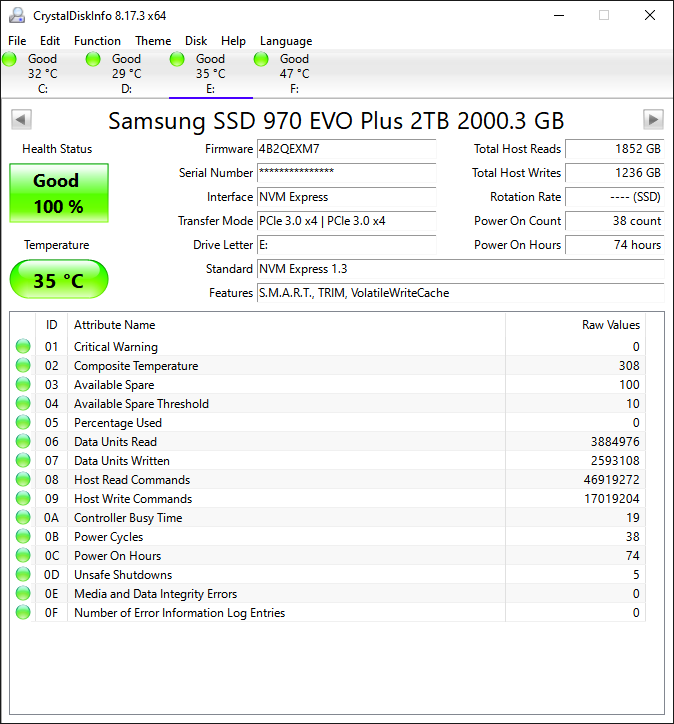 CrystalDiskInfo 8.17.3 x64
File Edit Function Theme Disk Help Language
Good Good Good Good
32 °C 29 °C 35 °C 47 °C
C: D: E: F:
Samsung SSD 970 EVO Plus 2TB 2000.3 GB
Health Status
Good
100 %
Temperature
35 °C
Firmware 4B2QEXM7
Serial Number ***************
Interface NVM Express
Transfer Mode PCIe 3.0 x4 | PCIe 3.0 x4
Drive Letter E:
Standard NVM Express 1.3
Features S.M.A.R.T., TRIM, VolatileWriteCache
Total Host Reads 1852 GB
Total Host Writes 1236 GB
Rotation Rate ---- (SSD)
Power On Count 38 count
Power On Hours 74 hours
ID Attribute Name Raw Values
01 Critical Warning 0
02 Composite Temperature 308
03 Available Spare 100
04 Available Spare Threshold 10
05 Percentage Used 0
06 Data Units Read 3884976
07 Data Units Written 2593108
08 Host Read Commands 46919272
09 Host Write Commands 17019204
0A Controller Busy Time 19
0B Power Cycles 38
0C Power On Hours 74
0D Unsafe Shutdowns 5
0E Media and Data Integrity Errors 0
0F Number of Error Information Log Entries 0